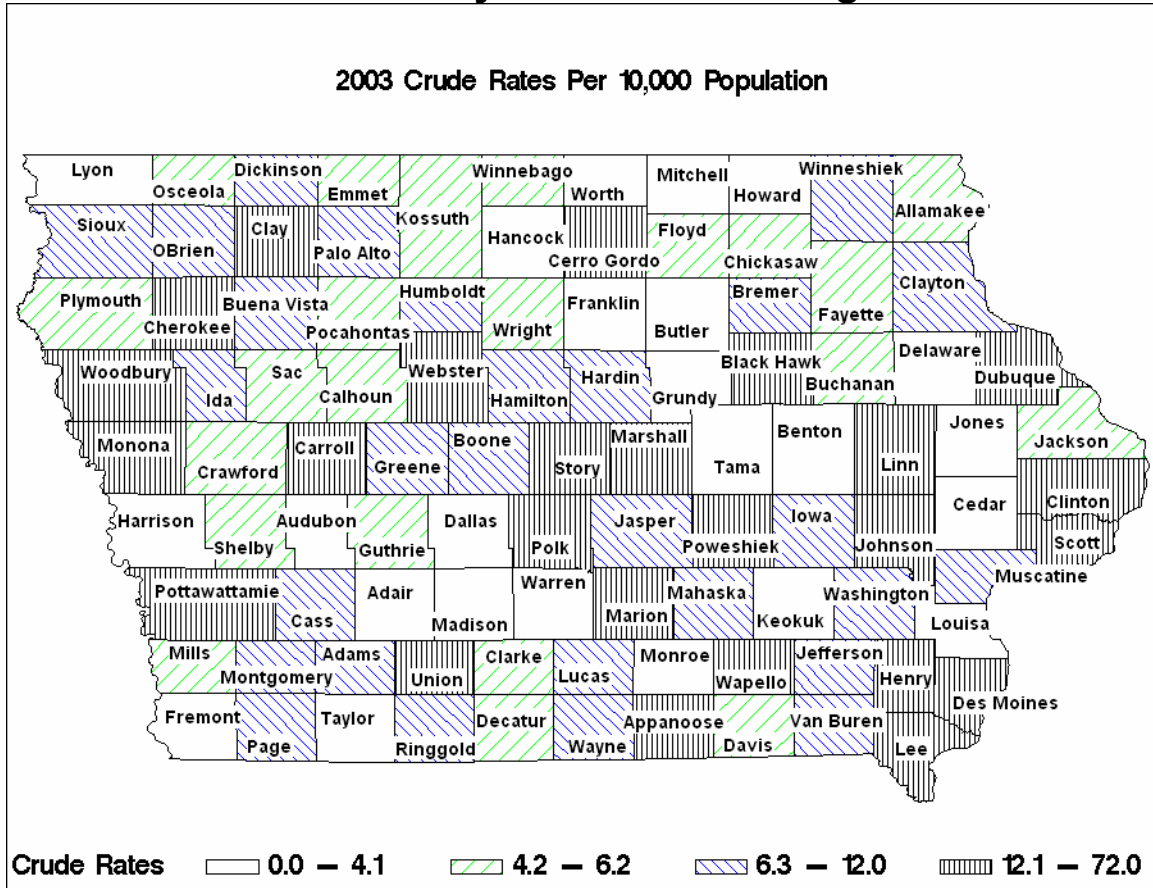 2003 Crude Rates Per 10,000 Population
Lyon
Osceola
Dickinson
Emmet
Winnebago
Worth
Mitchell
Howard
Winneshiek
Allamakee
Sioux
OBrien
Clay
Palo Alto
Kossuth
Hancock
Cerro Gordo
Floyd
Chickasaw
Fayette
Clayton
Plymouth
Cherokee
Buena Vista
Pocahontas
Humboldt
Wright
Franklin
Butler
Bremer
Woodbury
Ida
Sac
Calhoun
Webster
Hamilton
Hardin
Grundy
Black Hawk
Buchanan
Delaware
Dubuque
Monona
Crawford
Carroll
Greene
Boone
Story
Marshall
Tama
Benton
Linn
Jones
Jackson
Harrison
Shelby
Audubon
Guthrie
Dallas
Polk
Jasper
Poweshiek
Iowa
Johnson
Cedar
Clinton
Scott
Muscatine
Pottawattamie
Cass
Adair
Madison
Warren
Marion
Mahaska
Keokuk
Washington
Louisa
Mills
Montgomery
Adams
Union
Clarke
Lucas
Monroe
Wapello
Jefferson
Henry
Des Moines
Fremont
Page
Taylor
Ringgold
Decatur
Wayne
Appanoose
Davis
Van Buren
Lee
Crude Rates 0.0 – 4.1 4.2 – 6.2 6.3 – 12.0 12.1 – 72.0